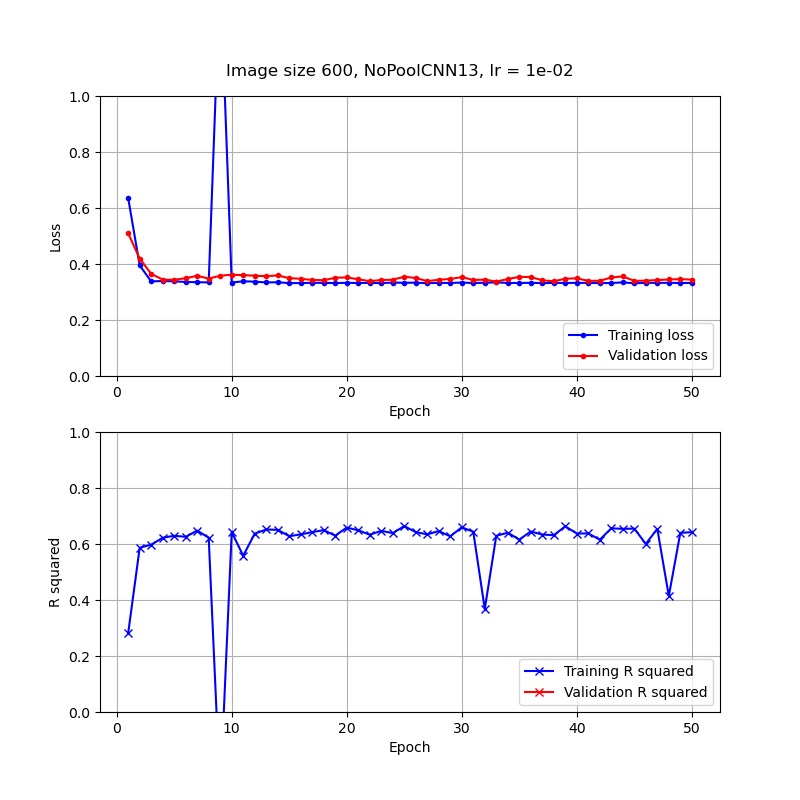 Image size 600, NoPoolCNN13, lr = 1e-02
1.0
0.8
0.6
0.4
0.2
0.0
Loss
Training loss
Validation loss
0 10 20 30 40 50
Epoch
1.0
0.8
0.6
0.4
0.2
0.0
R squared
Training R squared
Validation R squared
0 10 20 30 40 50
Epoch